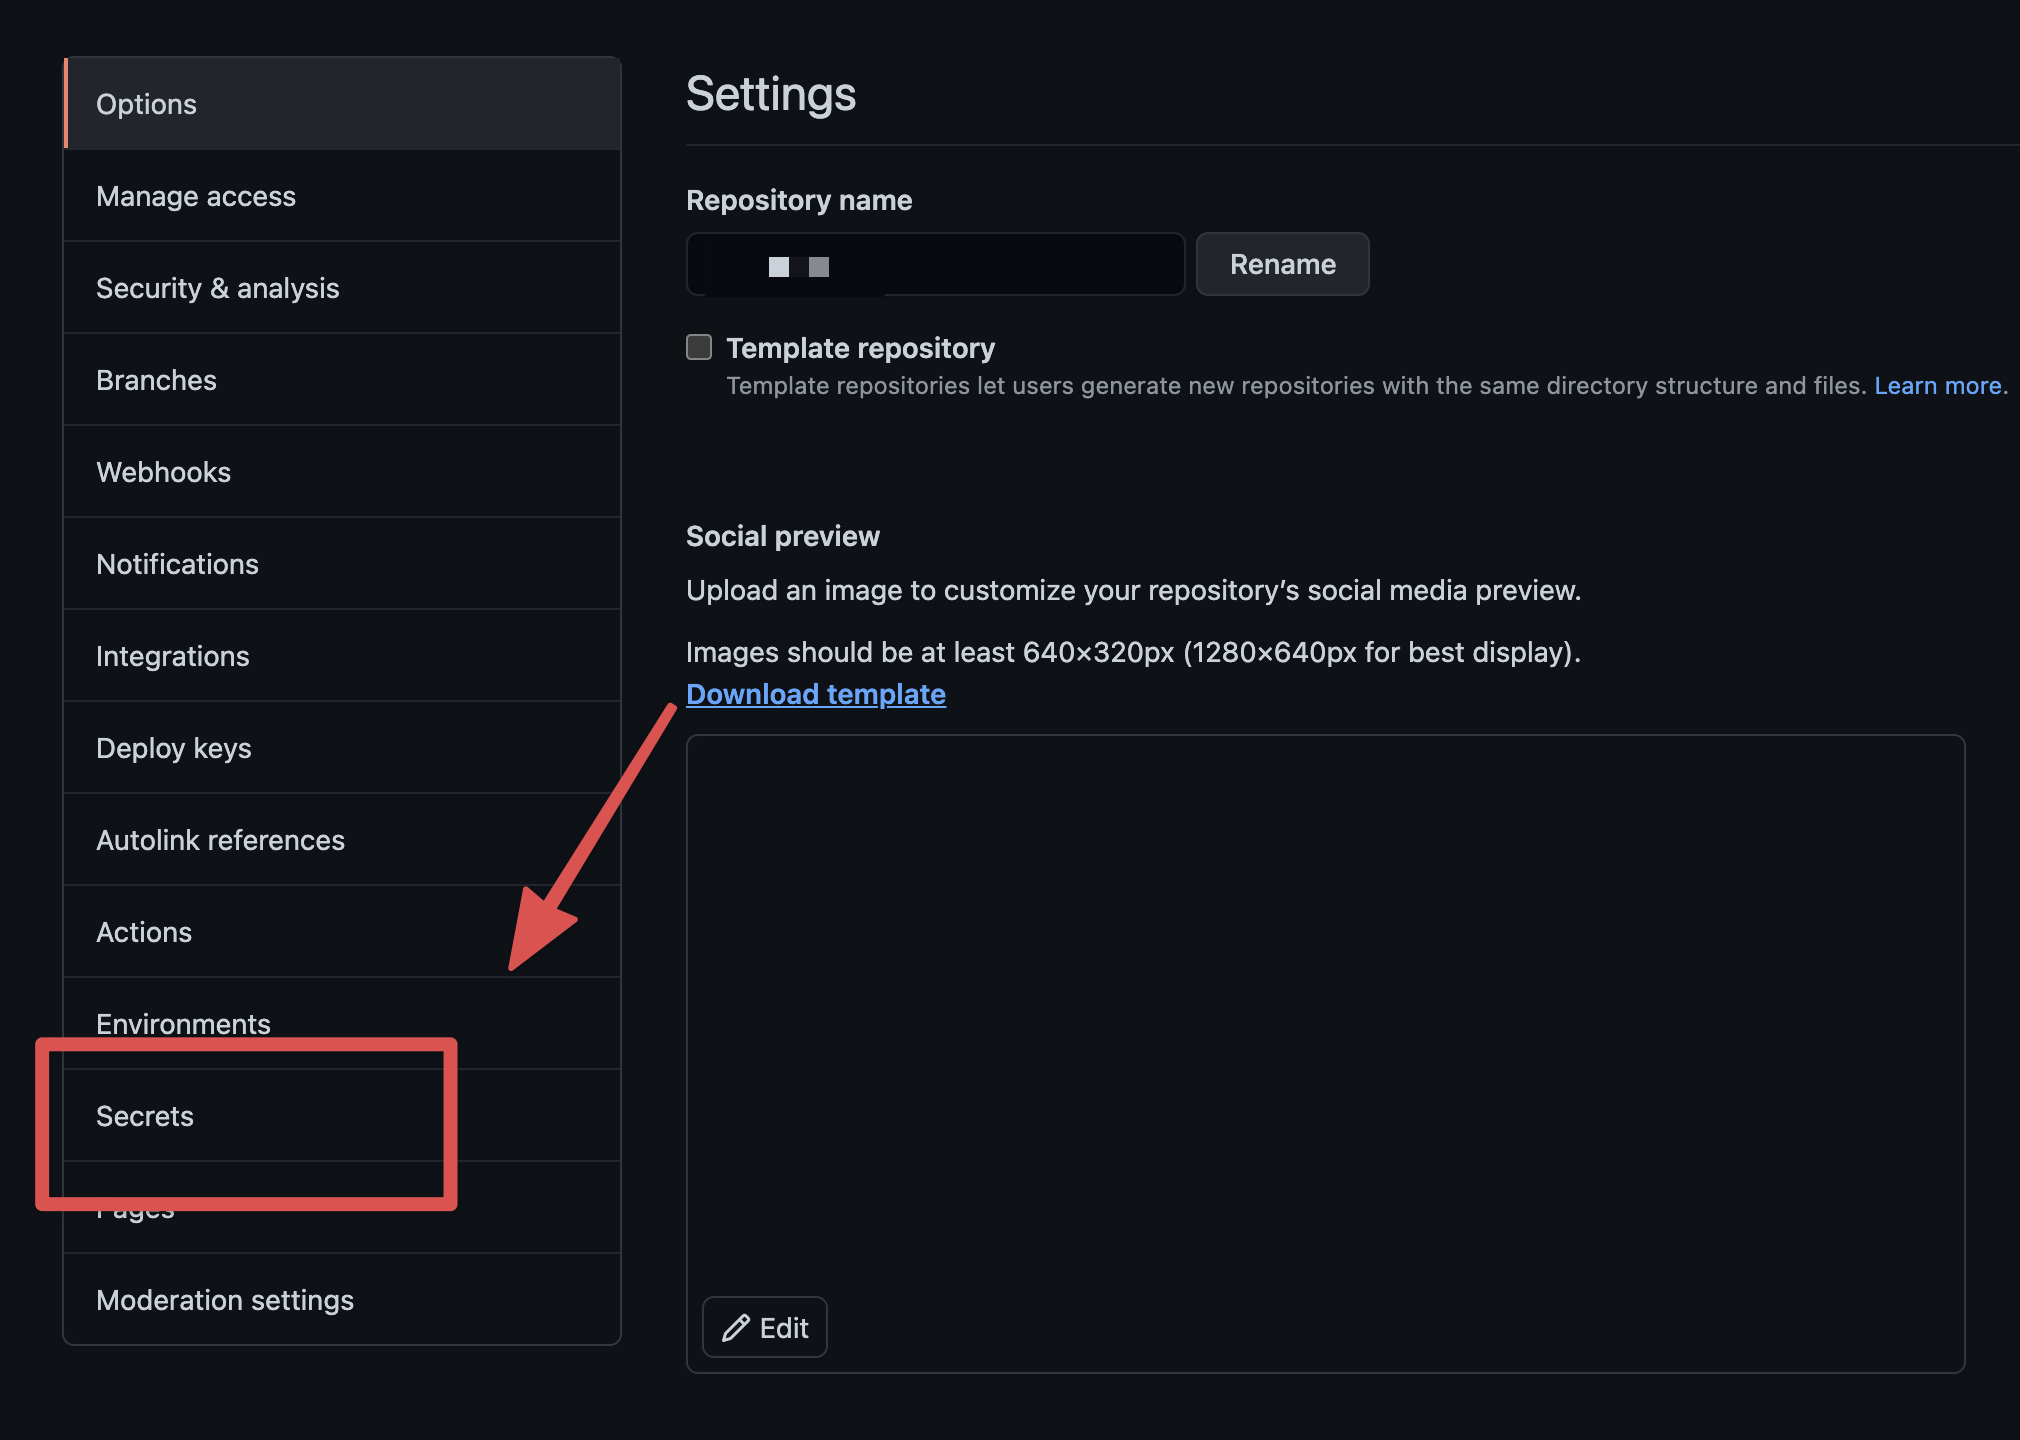 Options
Manage access
Security & analysis
Branches
Webhooks
Notifications
Integrations
Deploy keys
Autolink references
Actions
Environments
Secrets
Pages
Moderation settings
Settings
Repository name
Rename
Template repository
Template repositories let users generate new repositories with the same directory structure and files. Learn more.
Social preview
Upload an image to customize your repository’s social media preview.
Images should be at least 640×320px (1280×640px for best display).
Download template
Edit